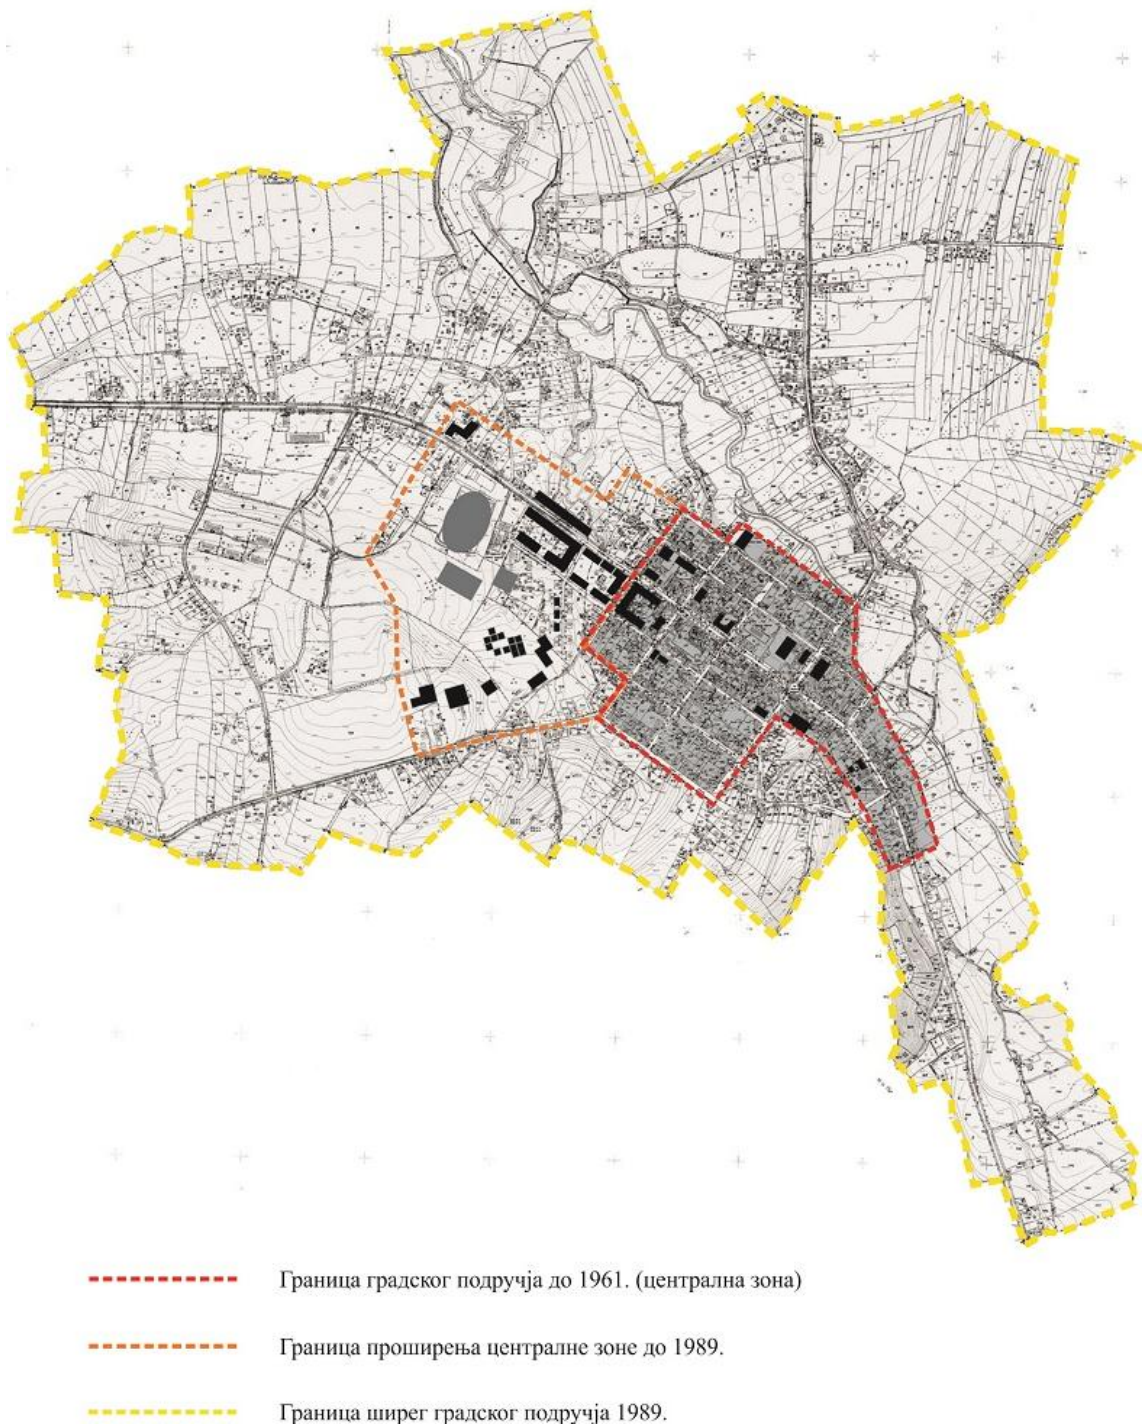 Граница градског подручја до 1961. (централна зона)
Граница проширења централне зоне до 1989.
Граница ширег градског подручја 1989.